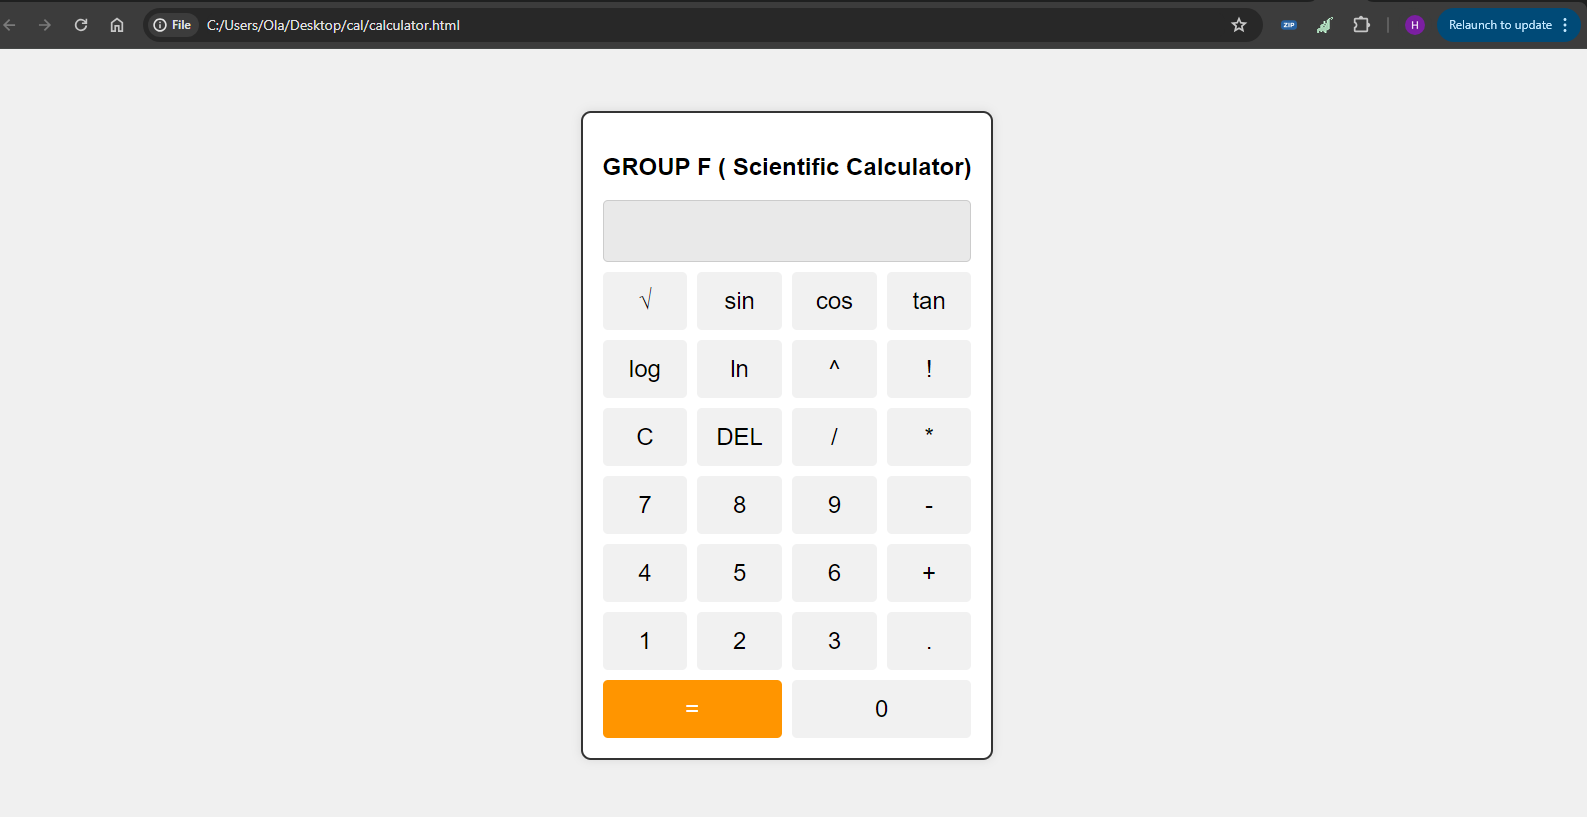 File C:/Users/Ola/Desktop/cal/calculator.html ZIP H Relaunch to update
GROUP F ( Scientific Calculator)
√ sin cos tan
log ln ^ !
C DEL / *
7 8 9 -
4 5 6 +
1 2 3 .
= 0